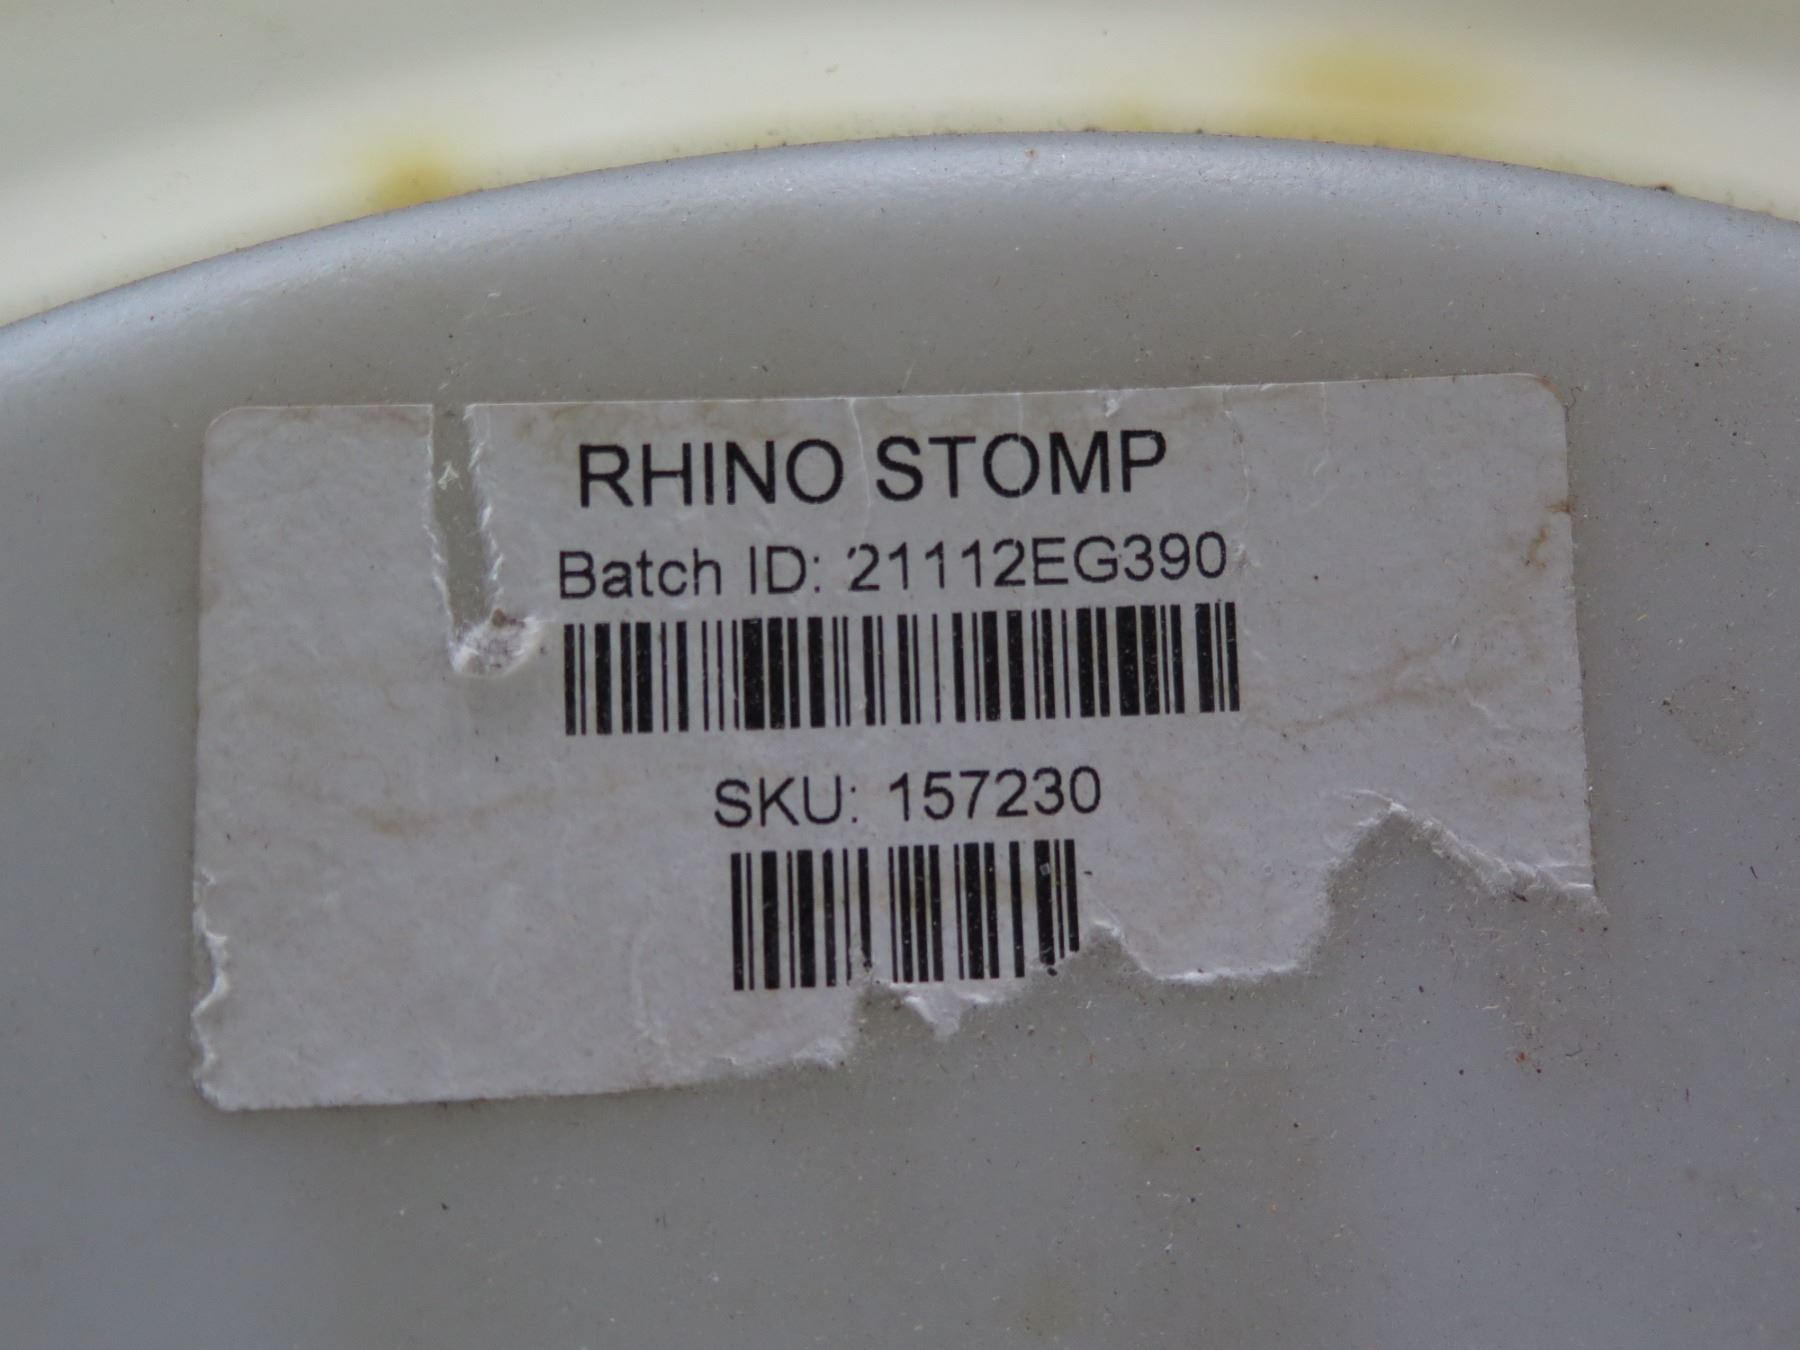 RHINO STOMP
Batch ID: 21112EG390
SKU: 157230